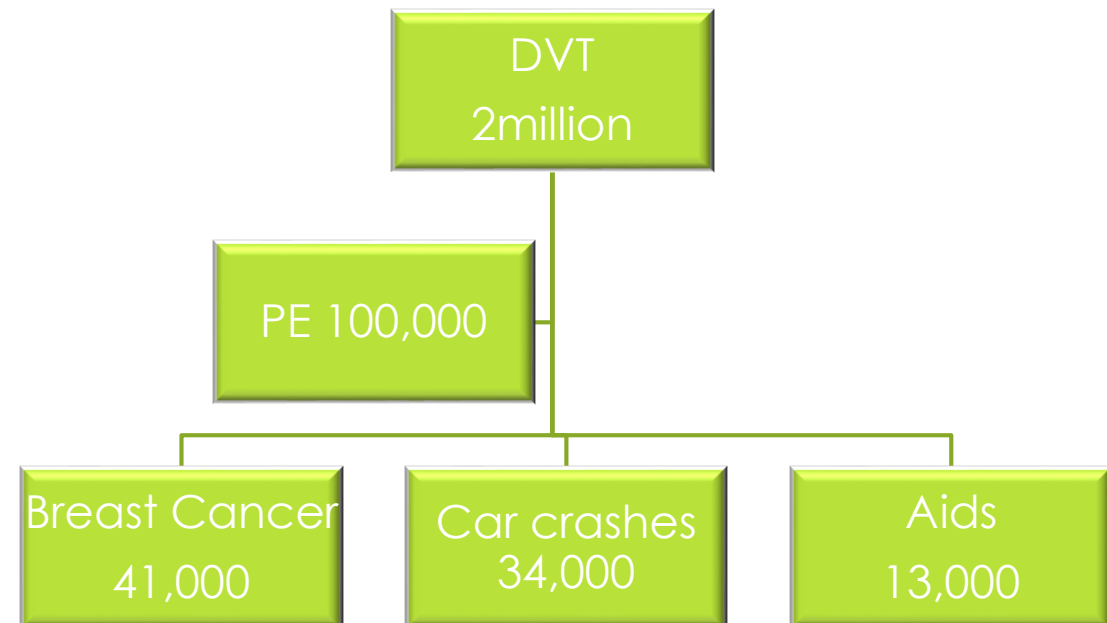 DVT
2million
PE 100,000
Breast Cancer
41,000
Car crashes
34,000
Aids
13,000